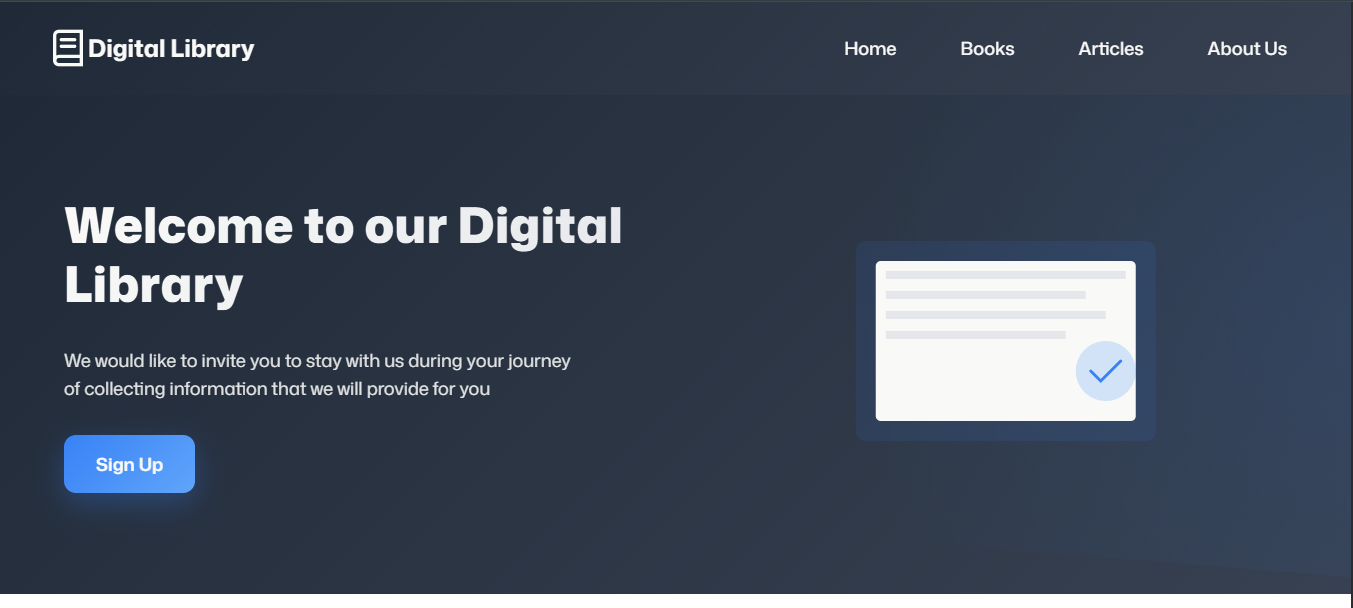 Digital Library
Home
Books
Articles
About Us
Welcome to our Digital
Library
We would like to invite you to stay with us during your journey
of collecting information that we will provide for you
Sign Up